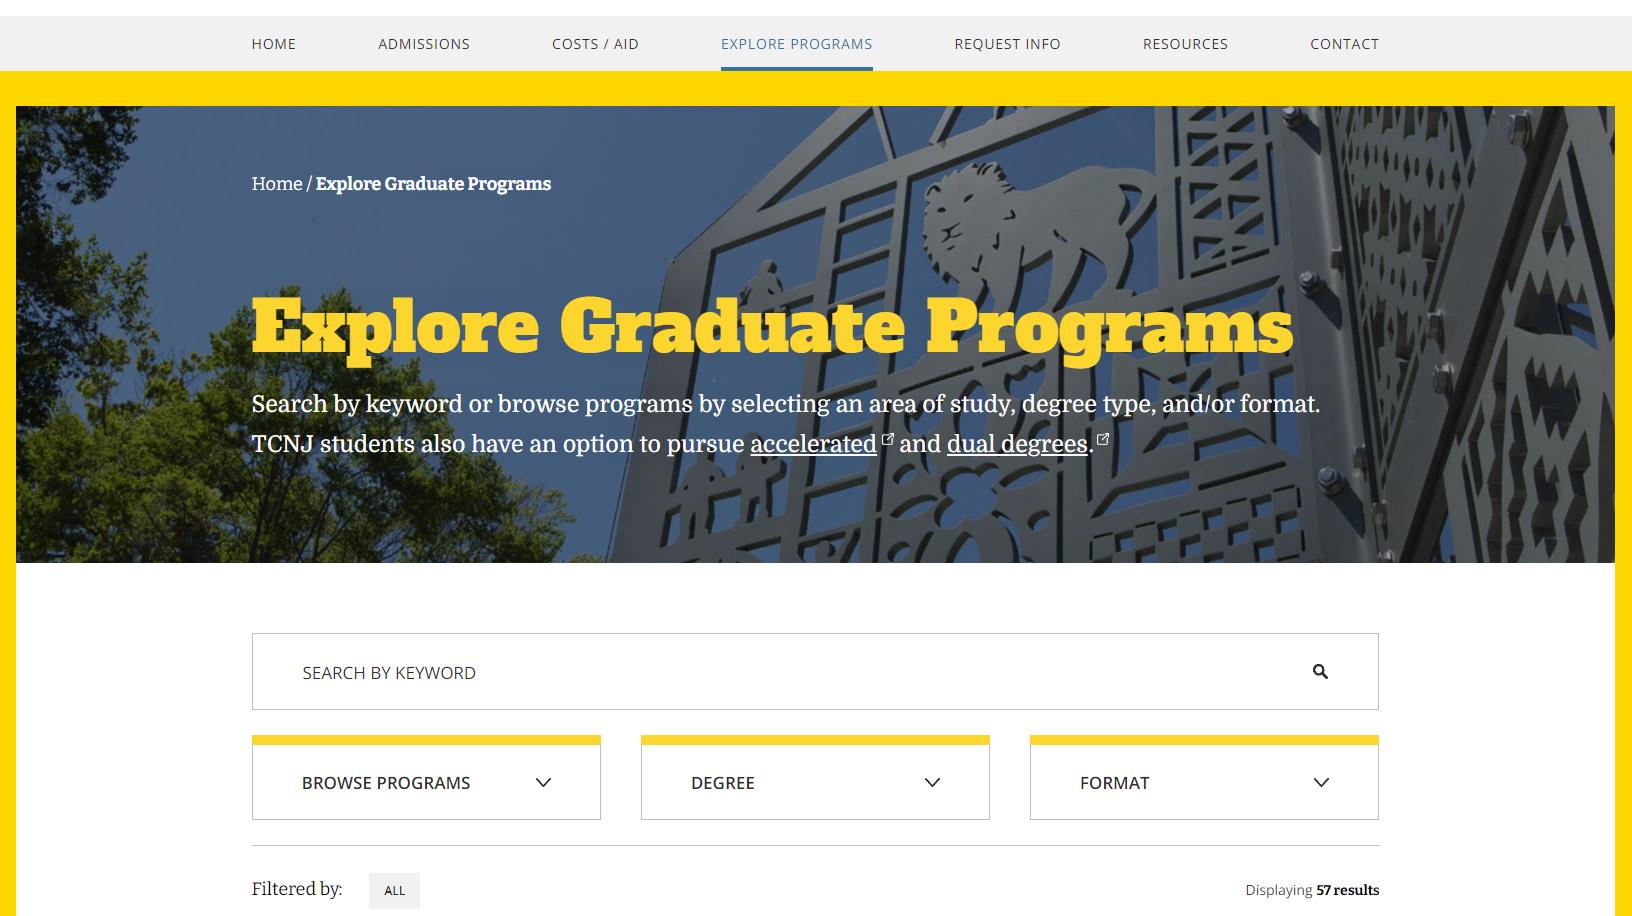 HOME ADMISSIONS COSTS / AID EXPLORE PROGRAMS REQUEST INFO RESOURCES CONTACT
Home / Explore Graduate Programs
Explore Graduate Programs
Search by keyword or browse programs by selecting an area of study, degree type, and/or format.
TCNJ students also have an option to pursue accelerated and dual degrees.
SEARCH BY KEYWORD
BROWSE PROGRAMS DEGREE FORMAT
Filtered by: ALL Displaying 57 results